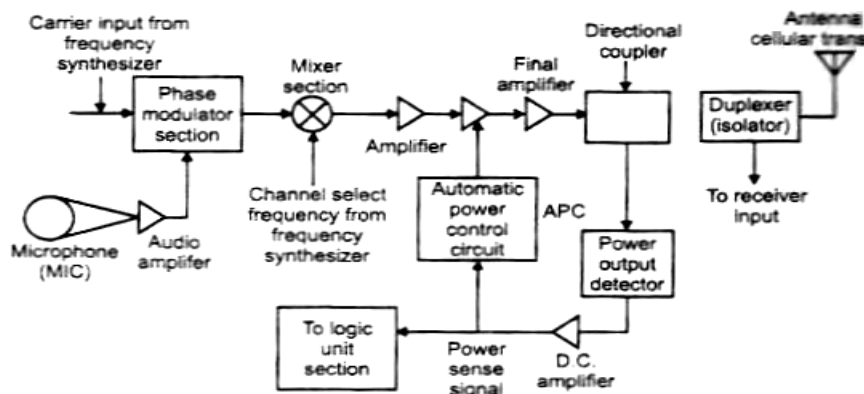 Carrier input from
frequency
synthesizer
Phase
modulator
section
Mixer
section
Amplifier
Final
amplifier
Directional
coupler
Antenna
cellular trans
Duplexer
(isolator)
To receiver
input
Microphone
(MIC)
Audio
amplifer
Channel select
frequency from
frequency
synthesizer
Automatic
power
control
circuit
APC
Power
output
detector
To logic
unit
section
Power
sense
signal
D.C.
amplifier